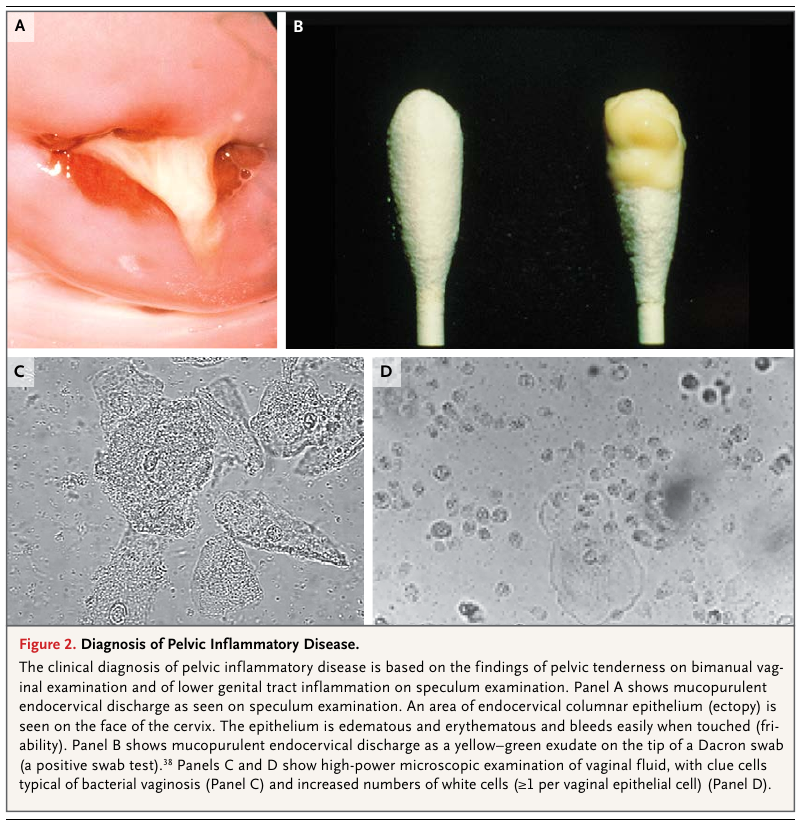 A
B
C
D
Figure 2. Diagnosis of Pelvic Inflammatory Disease.
The clinical diagnosis of pelvic inflammatory disease is based on the findings of pelvic tenderness on bimanual vag-
inal examination and of lower genital tract inflammation on speculum examination. Panel A shows mucopurulent
endocervical discharge as seen on speculum examination. An area of endocervical columnar epithelium (ectopy) is
seen on the face of the cervix. The epithelium is edematous and erythematous and bleeds easily when touched (fri-
ability). Panel B shows mucopurulent endocervical discharge as a yellow–green exudate on the tip of a Dacron swab
(a positive swab test).³⁸ Panels C and D show high-power microscopic examination of vaginal fluid, with clue cells
typical of bacterial vaginosis (Panel C) and increased numbers of white cells (≥1 per vaginal epithelial cell) (Panel D).